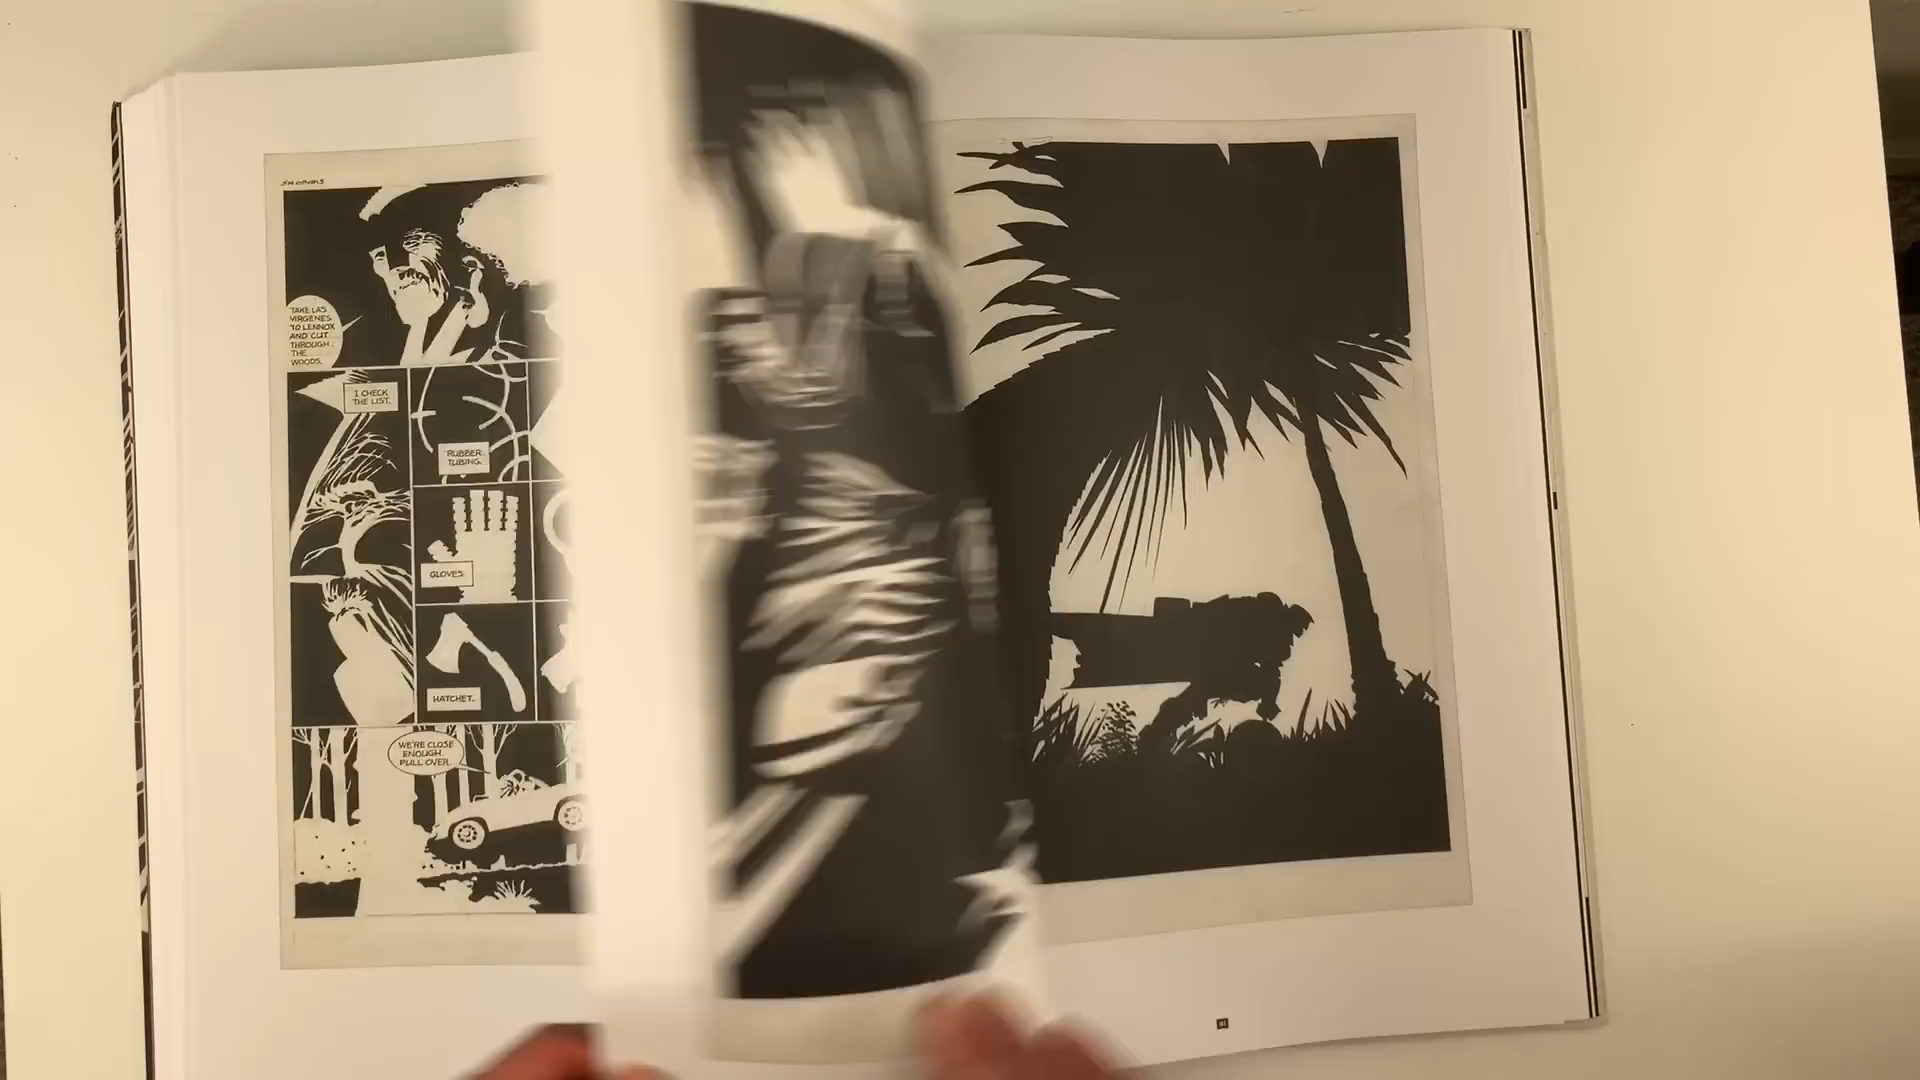 TAKE LAS
VIRGENES
TO LENNOX
AND CUT
THROUGH.
THE
WOODS.
I CHECK
THE LIST.
RUBBER
TUBING.
GLOVES.
HATCHET.
WE'RE CLOSE
ENOUGH.
PULL OVER.